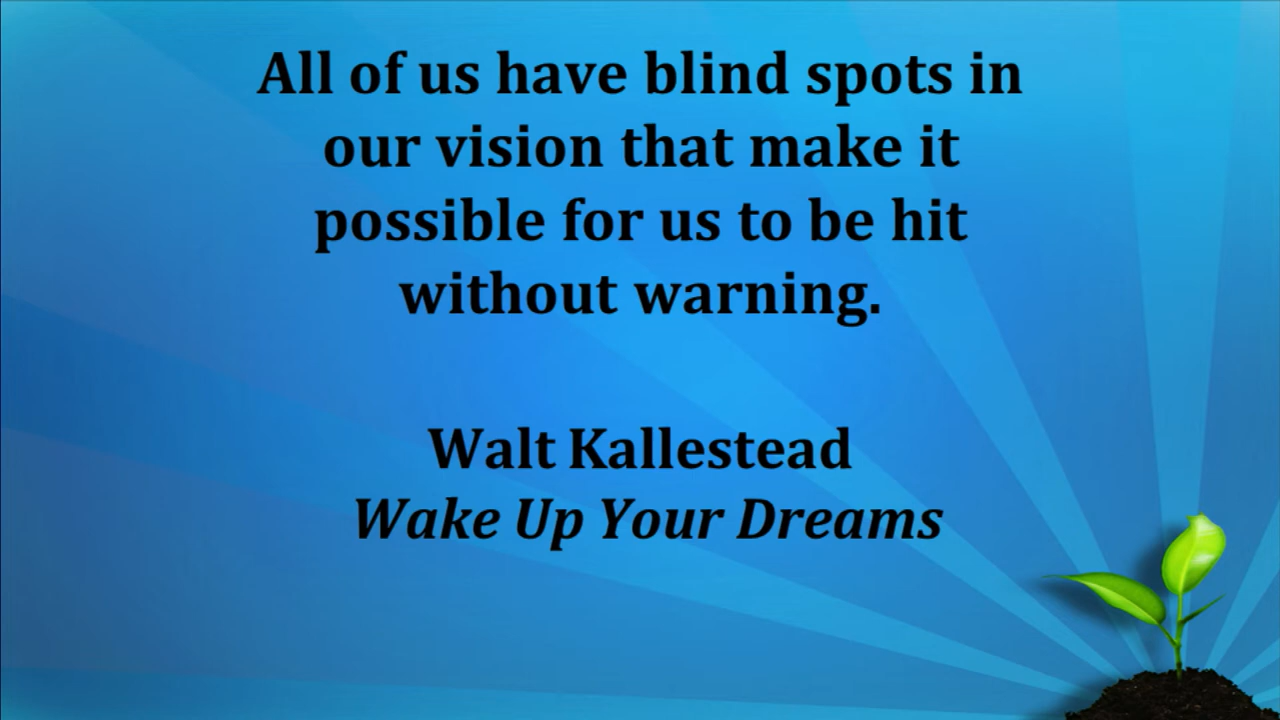 All of us have blind spots in
our vision that make it
possible for us to be hit
without warning.
Walt Kallestead
Wake Up Your Dreams